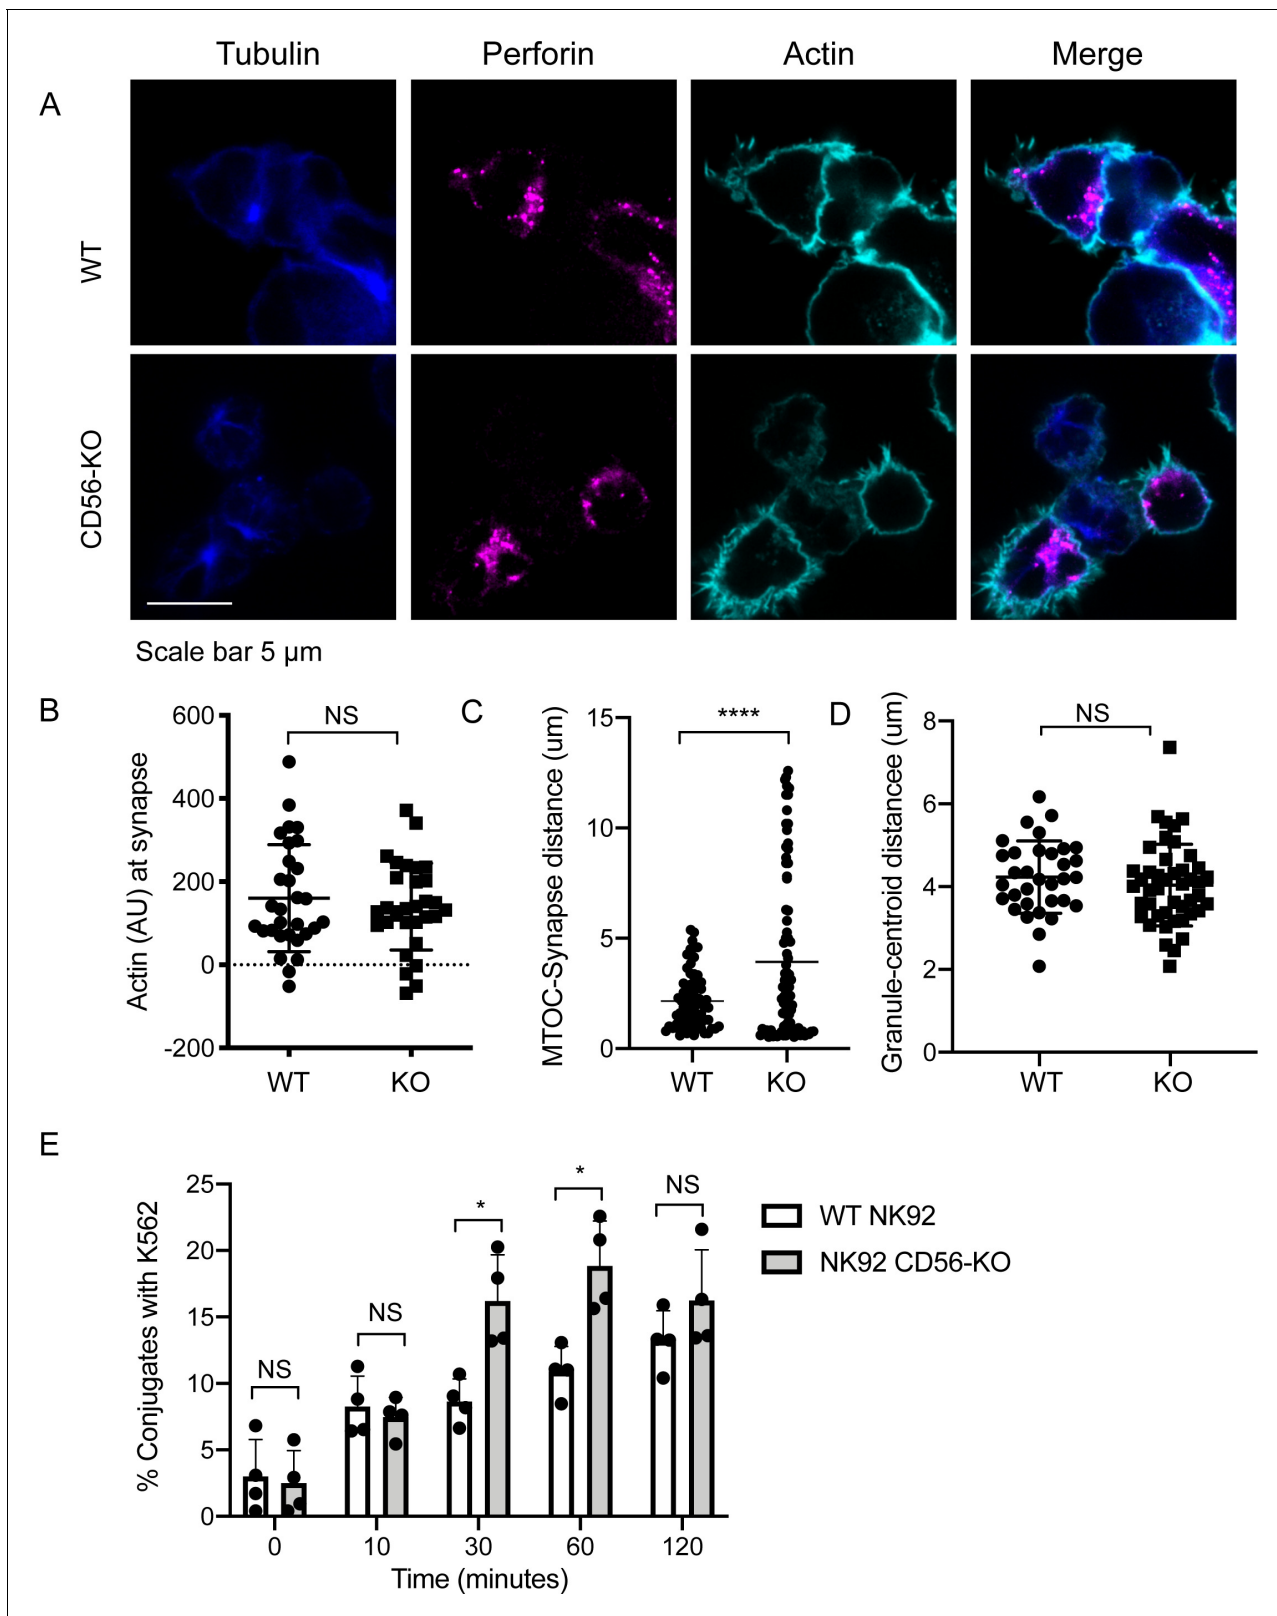 Tubulin Perforin Actin Merge
A
WT
CD56-KO
Scale bar 5 µm
B
Actin (AU) at synapse
600
400
200
0
-200
NS
WT KO
C
MTOC-Synapse distance (um)
15
10
5
0
****
WT KO
D
Granule-centroid distancee (um)
8
6
4
2
0
NS
WT KO
E
% Conjugates with K562
25
20
15
10
5
0
NS
NS
*
*
NS
0 10 30 60 120
Time (minutes)
WT NK92
NK92 CD56-KO